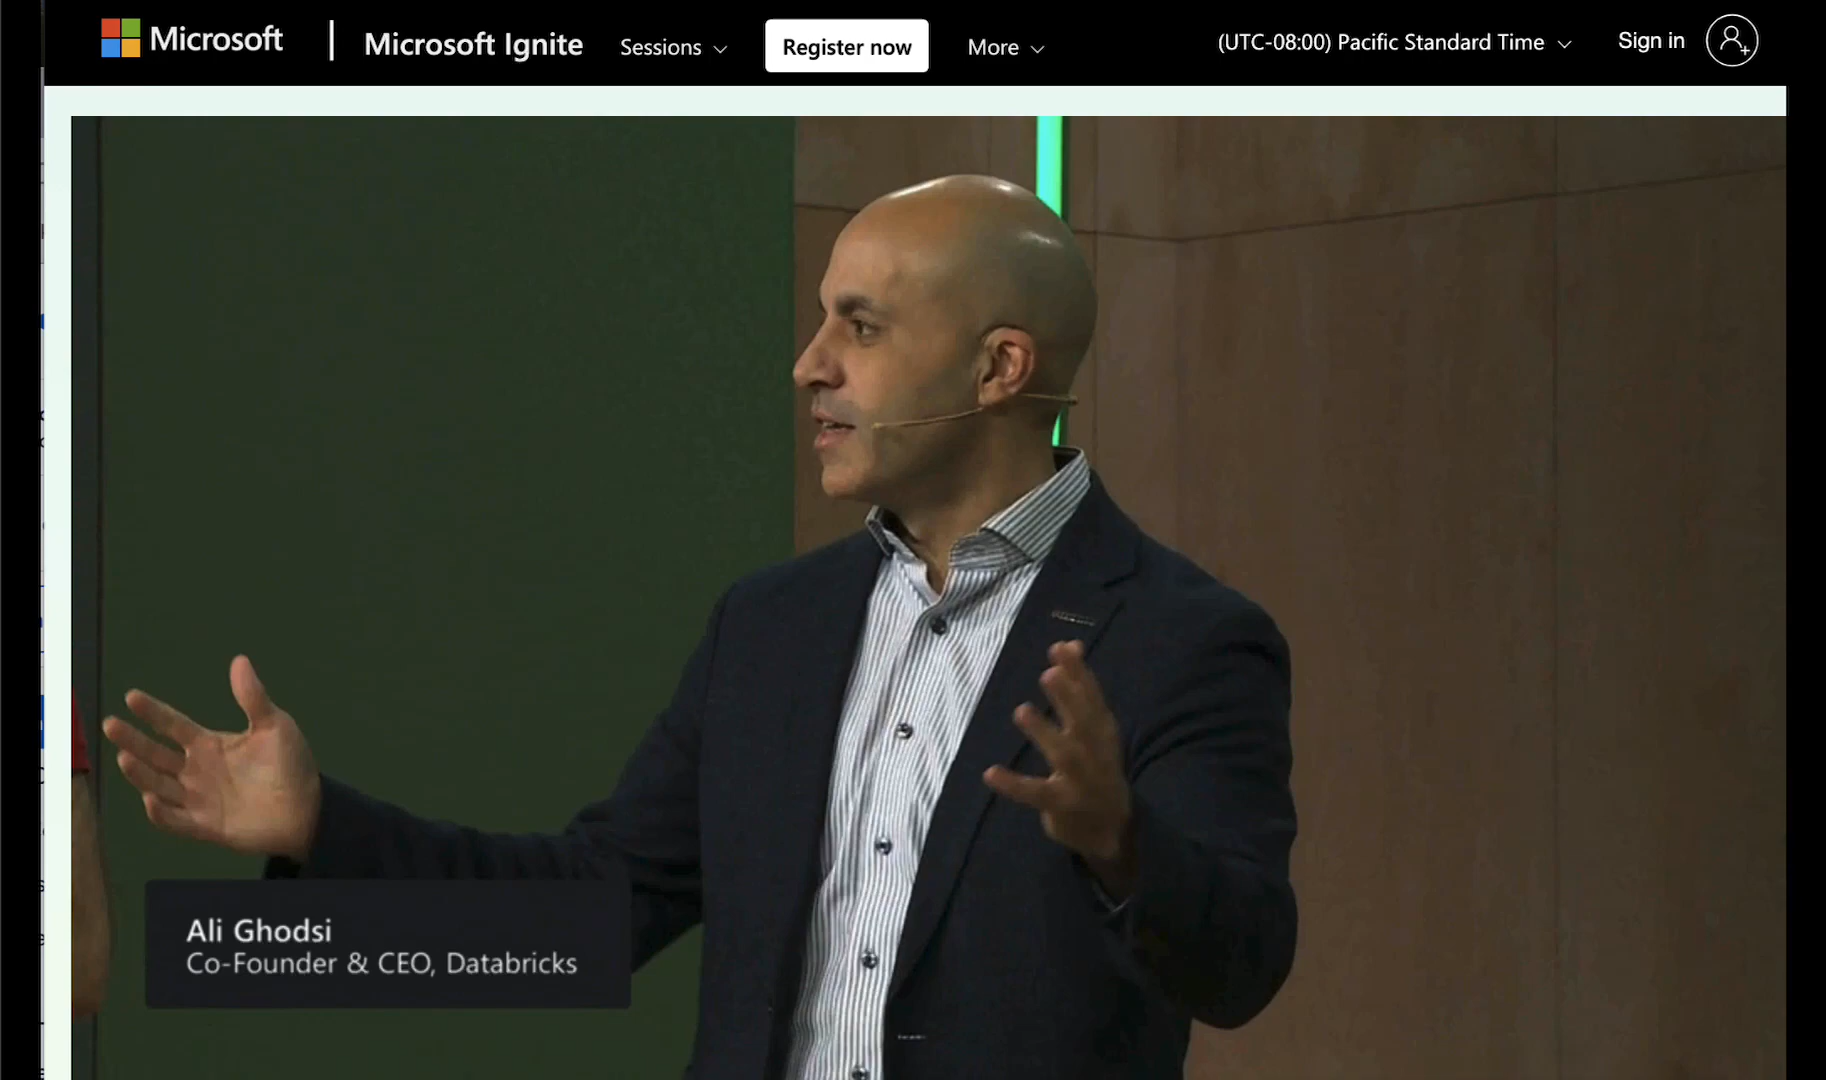 Microsoft
Microsoft Ignite
Sessions
Register now
More
(UTC-08:00) Pacific Standard Time
Sign in
Ali Ghodsi
Co-Founder & CEO, Databricks